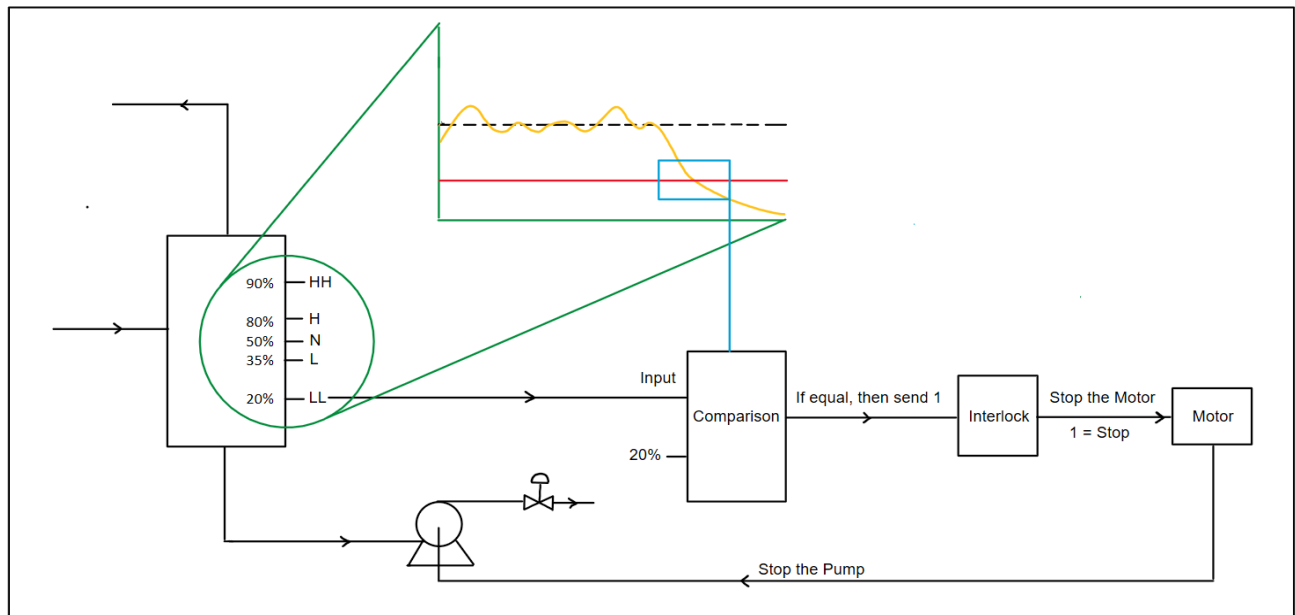 90%
HH
80%
H
50%
N
35%
L
20%
LL
Input
20%
Comparison
If equal, then send 1
Interlock
Stop the Motor
1 = Stop
Motor
Stop the Pump